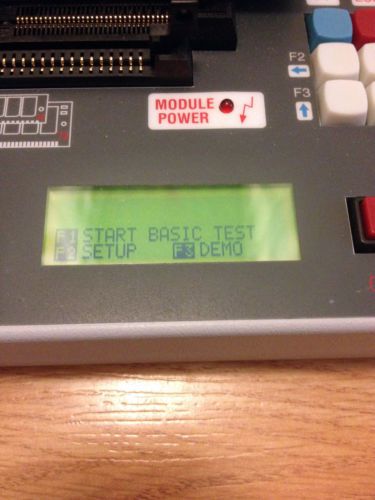 F2
F3
MODULE
POWER
F1 START BASIC TEST
F2 SETUP F3 DEMO